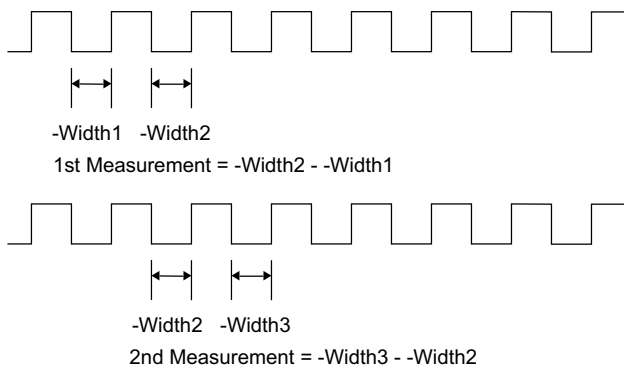 -Width1 -Width2
1st Measurement = -Width2 - -Width1
-Width2 -Width3
2nd Measurement = -Width3 - -Width2